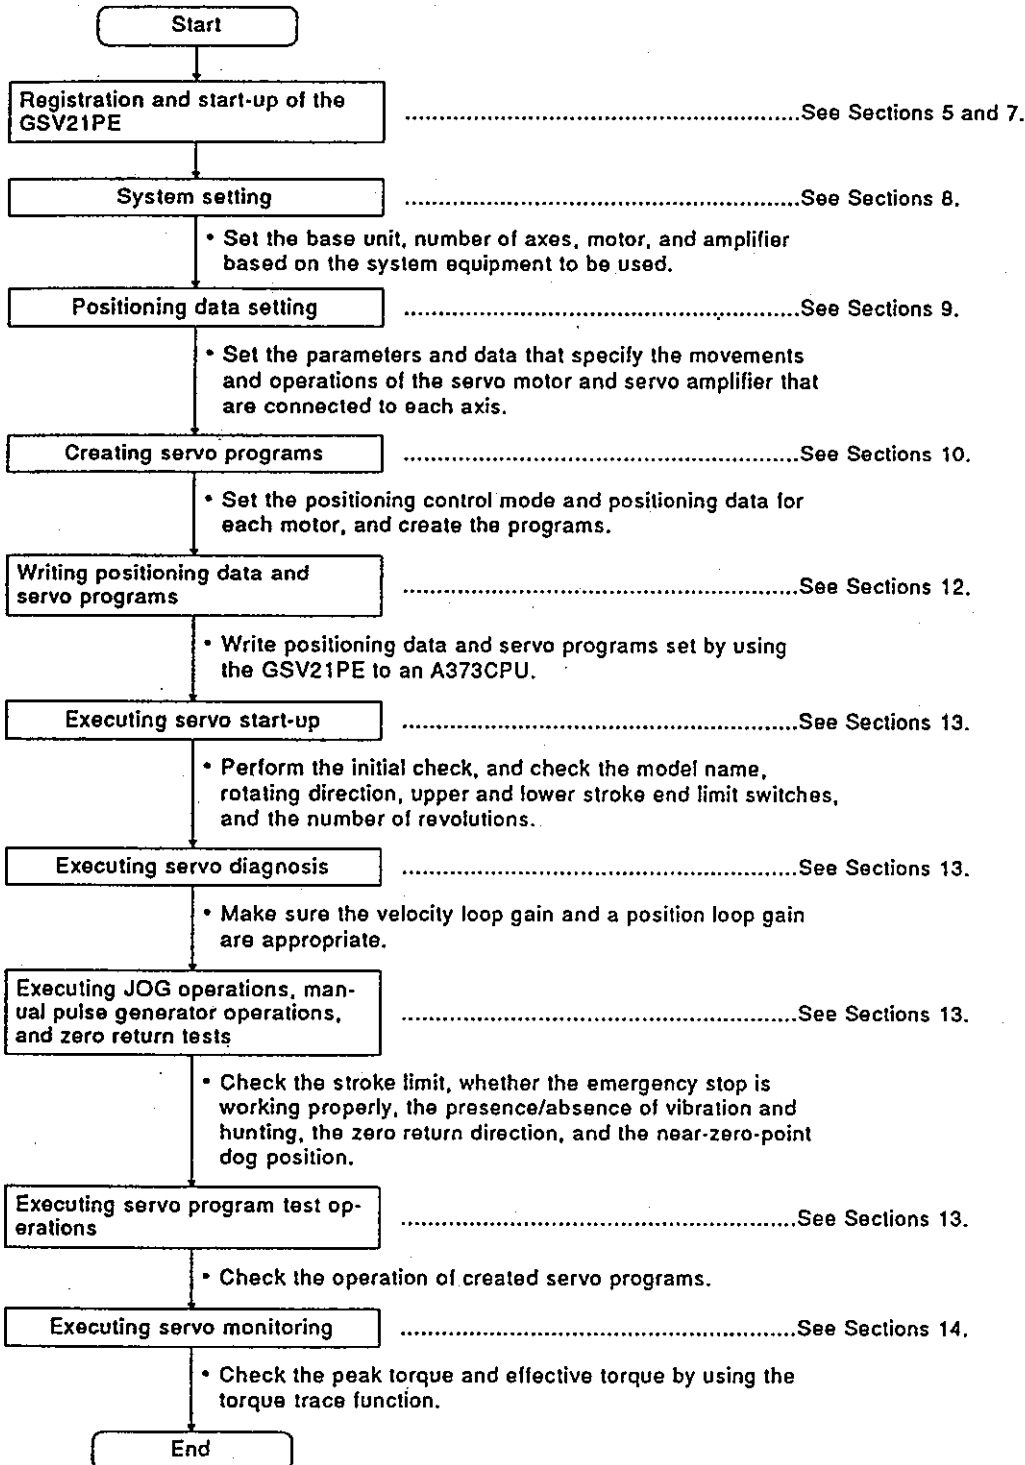 Start
Registration and start-up of the
GSV21PE
........................................................See Sections 5 and 7.
System setting
........................................................See Sections 8.
• Set the base unit, number of axes, motor, and amplifier
based on the system equipment to be used.
Positioning data setting
........................................................See Sections 9.
• Set the parameters and data that specify the movements
and operations of the servo motor and servo amplifier that
are connected to each axis.
Creating servo programs
........................................................See Sections 10.
• Set the positioning control mode and positioning data for
each motor, and create the programs.
Writing positioning data and
servo programs
........................................................See Sections 12.
• Write positioning data and servo programs set by using
the GSV21PE to an A373CPU.
Executing servo start-up
........................................................See Sections 13.
• Perform the initial check, and check the model name,
rotating direction, upper and lower stroke end limit switches,
and the number of revolutions.
Executing servo diagnosis
........................................................See Sections 13.
• Make sure the velocity loop gain and a position loop gain
are appropriate.
Executing JOG operations, man-
ual pulse generator operations,
and zero return tests
........................................................See Sections 13.
• Check the stroke limit, whether the emergency stop is
working properly, the presence/absence of vibration and
hunting, the zero return direction, and the near-zero-point
dog position.
Executing servo program test op-
erations
........................................................See Sections 13.
• Check the operation of created servo programs.
Executing servo monitoring
........................................................See Sections 14.
• Check the peak torque and effective torque by using the
torque trace function.
End